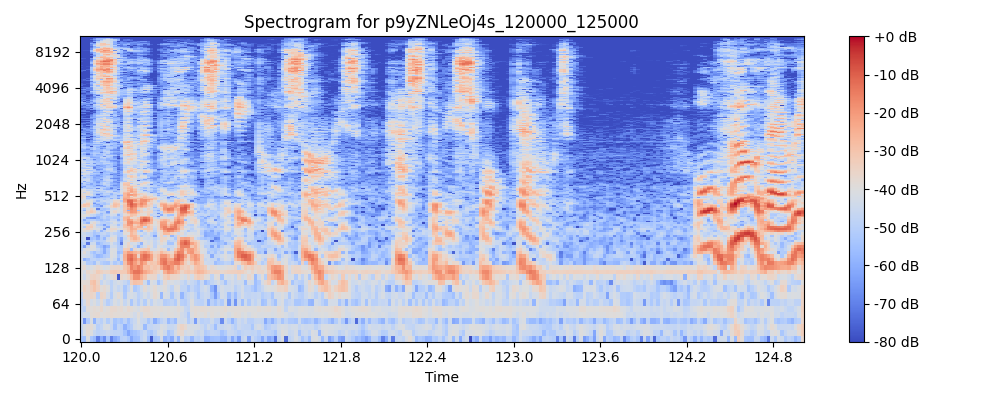 Spectrogram for p9yZNLeOj4s_120000_125000
8192
4096
2048
1024
512
256
128
64
0
Hz
120.0 120.6 121.2 121.8 122.4 123.0 123.6 124.2 124.8
Time
+0 dB
-10 dB
-20 dB
-30 dB
-40 dB
-50 dB
-60 dB
-70 dB
-80 dB